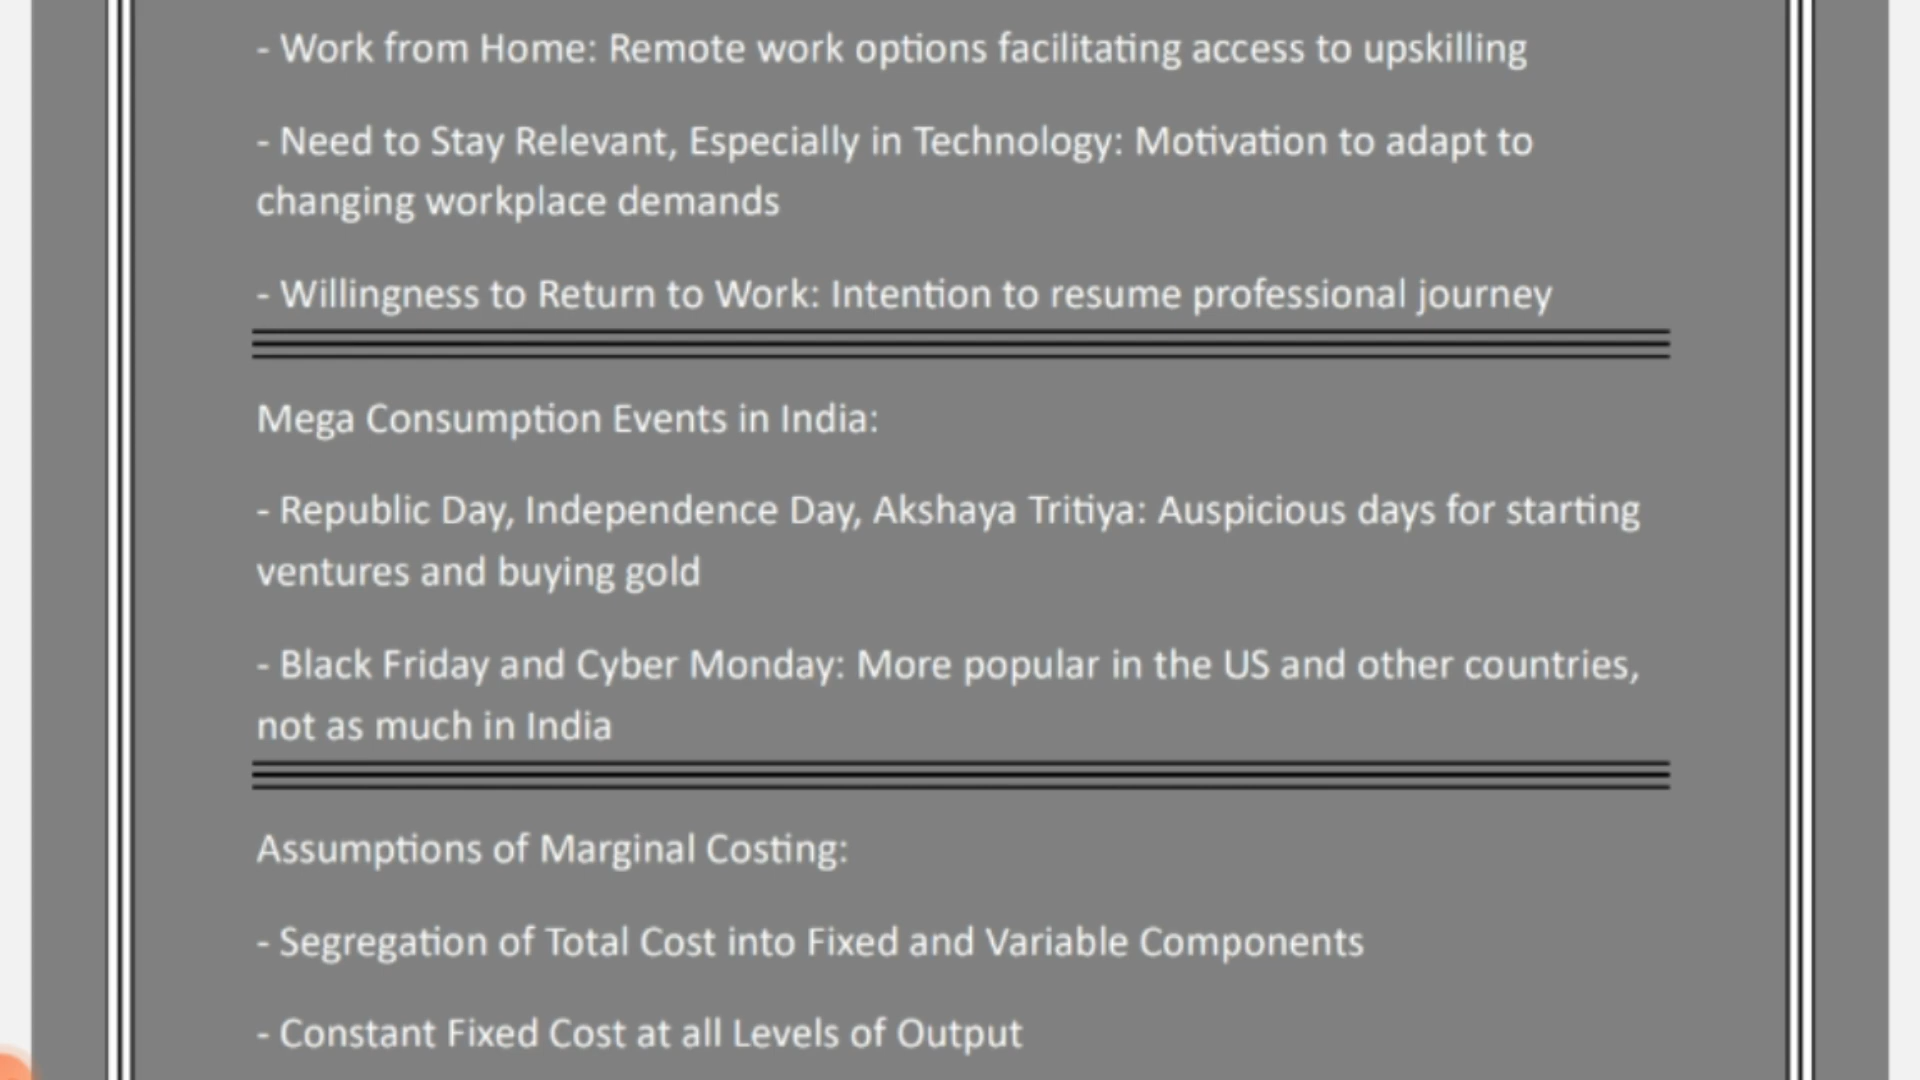 - Work from Home: Remote work options facilitating access to upskilling
- Need to Stay Relevant, Especially in Technology: Motivation to adapt to
changing workplace demands
- Willingness to Return to Work: Intention to resume professional journey
Mega Consumption Events in India:
- Republic Day, Independence Day, Akshaya Tritiya: Auspicious days for starting
ventures and buying gold
- Black Friday and Cyber Monday: More popular in the US and other countries,
not as much in India
Assumptions of Marginal Costing:
- Segregation of Total Cost into Fixed and Variable Components
- Constant Fixed Cost at all Levels of Output